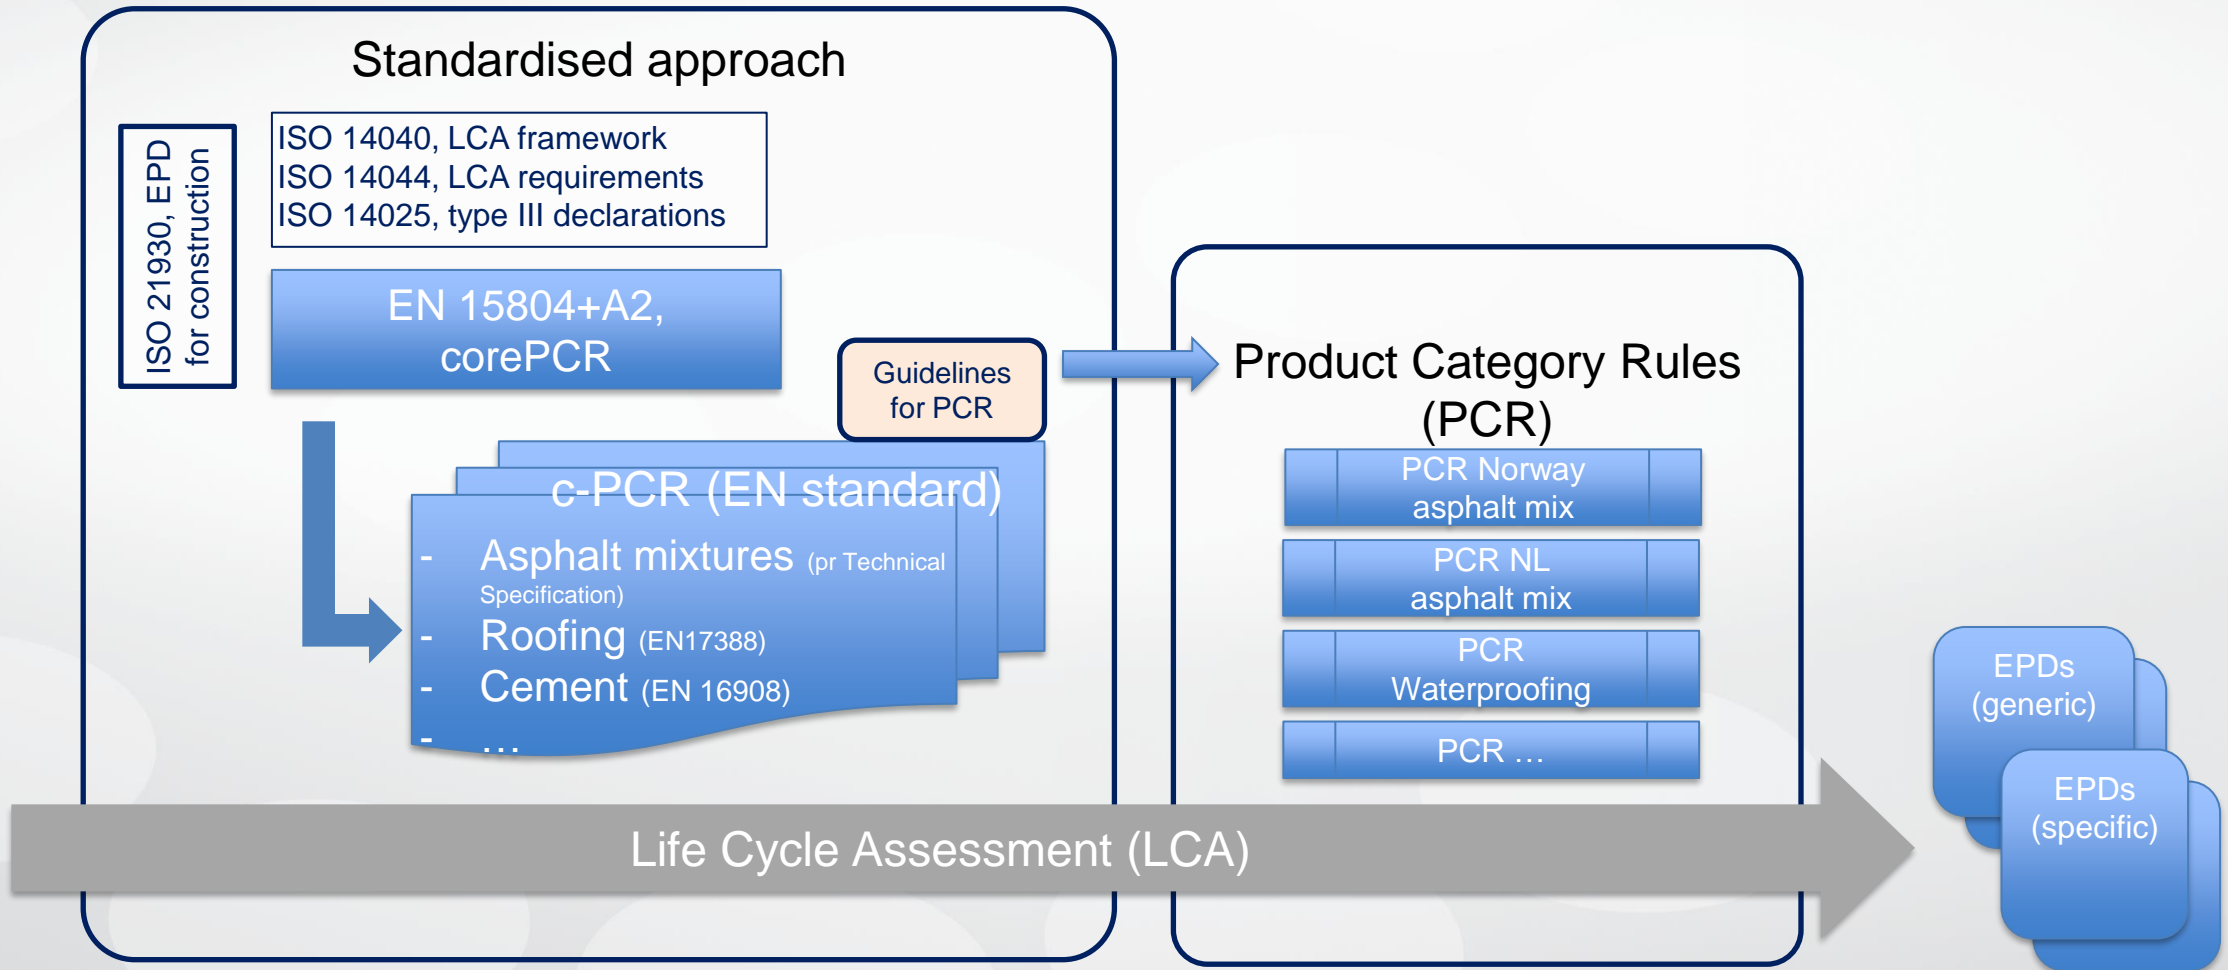 Standardised approach
ISO 21930, EPD
for construction
ISO 14040, LCA framework
ISO 14044, LCA requirements
ISO 14025, type III declarations
EN 15804+A2,
corePCR
Guidelines
for PCR
c-PCR (EN standard)
- Asphalt mixtures (pr Technical
Specification)
- Roofing (EN17388)
- Cement (EN 16908)
- …
Product Category Rules
(PCR)
PCR Norway
asphalt mix
PCR NL
asphalt mix
PCR
Waterproofing
PCR …
Life Cycle Assessment (LCA)
EPDs
(generic)
EPDs
(specific)